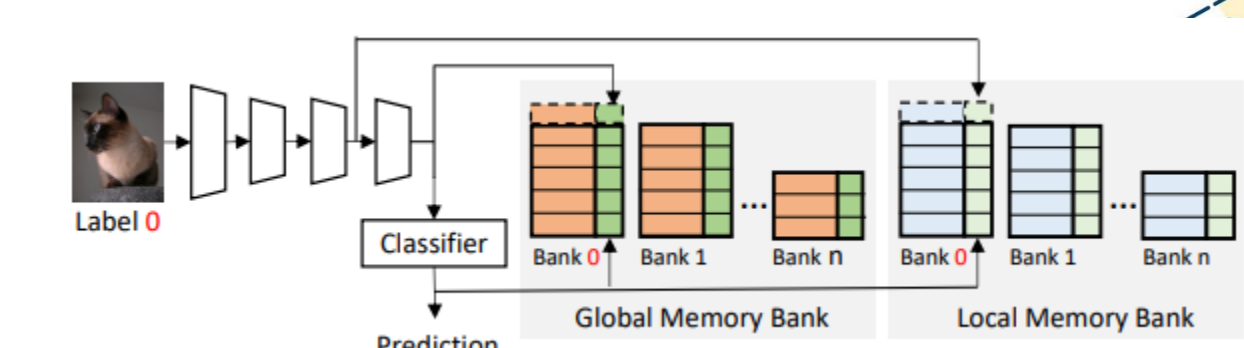 Label 0
Classifier
Prediction
Bank 0
Bank 1
...
Bank n
Global Memory Bank
Bank 0
Bank 1
...
Bank n
Local Memory Bank